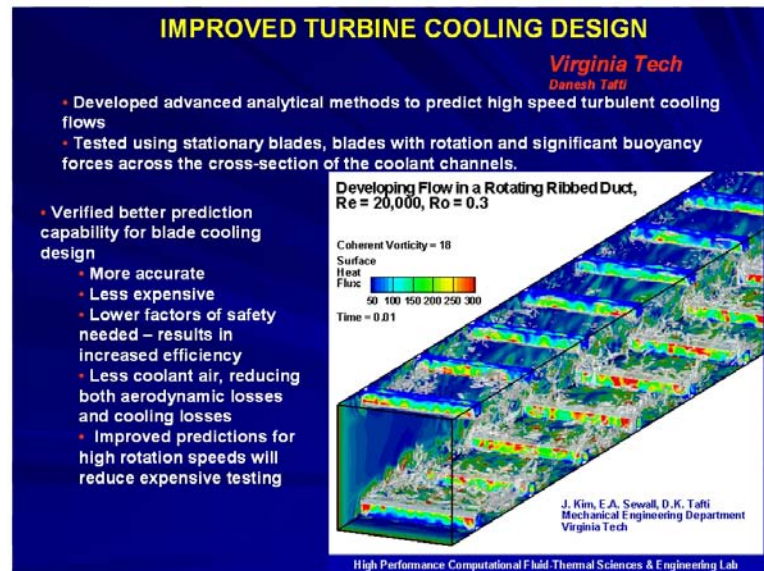 IMPROVED TURBINE COOLING DESIGN
Virginia Tech
Danesh Tafti
• Developed advanced analytical methods to predict high speed turbulent cooling
flows
• Tested using stationary blades, blades with rotation and significant buoyancy
forces across the cross-section of the coolant channels.
• Verified better prediction
capability for blade cooling
design
• More accurate
• Less expensive
• Lower factors of safety
needed – results in
increased efficiency
• Less coolant air, reducing
both aerodynamic losses
and cooling losses
• Improved predictions for
high rotation speeds will
reduce expensive testing
Developing Flow in a Rotating Ribbed Duct,
Re = 20,000, Ro = 0.3
Coherent Vorticity = 18
Surface
Heat
Flux:
50 100 150 200 250 300
Time = 0.01
J. Kim, E.A. Sewall, D.K. Tafti
Mechanical Engineering Department
Virginia Tech
High Performance Computational Fluid-Thermal Sciences & Engineering Lab